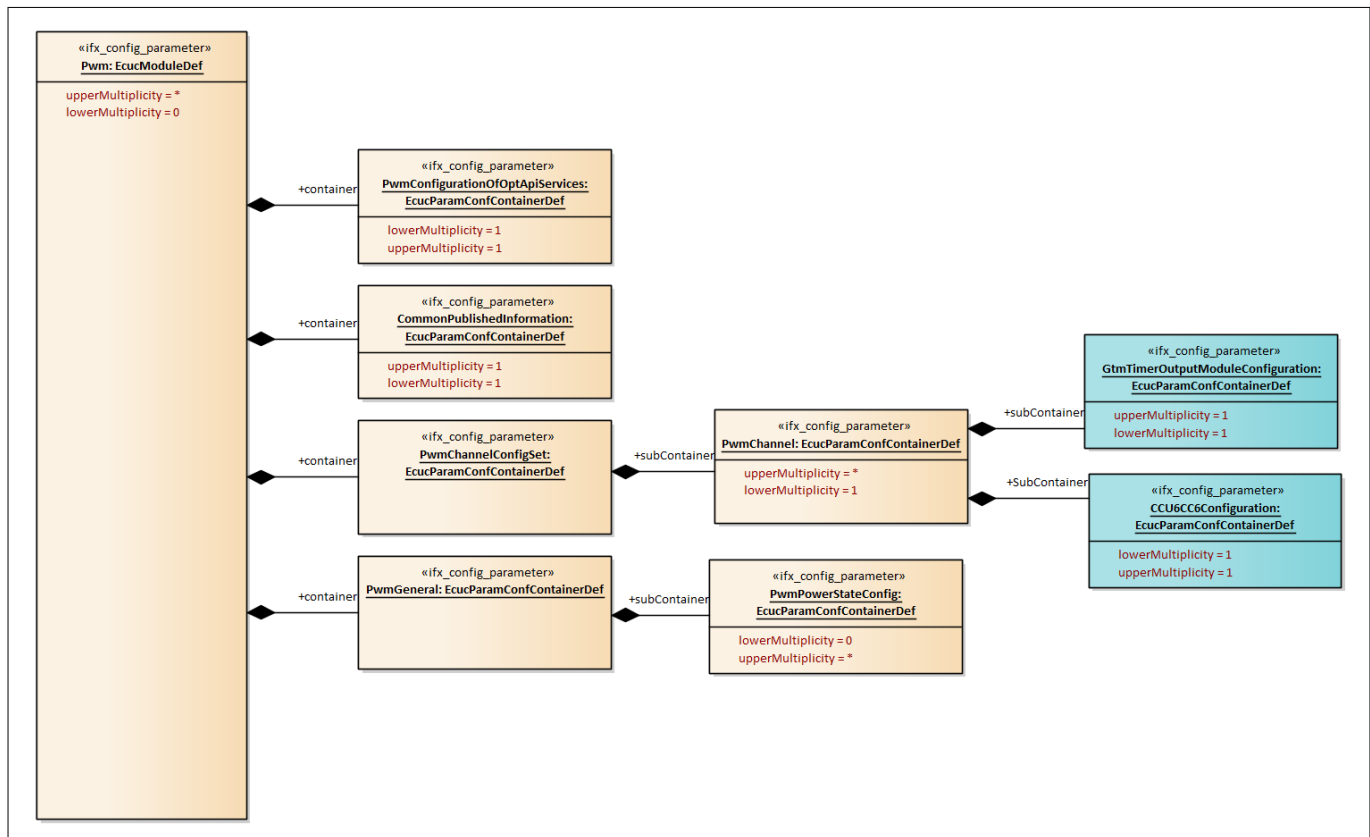 «ifx_config_parameter»
Pwm: EcucModuleDef
upperMultiplicity = *
lowerMultiplicity = 0
+container
«ifx_config_parameter»
PwmConfigurationOfOptApiServices:
EcucParamConfContainerDef
lowerMultiplicity = 1
upperMultiplicity = 1
+container
«ifx_config_parameter»
CommonPublishedInformation:
EcucParamConfContainerDef
upperMultiplicity = 1
lowerMultiplicity = 1
+container
«ifx_config_parameter»
PwmChannelConfigSet:
EcucParamConfContainerDef
+subContainer
«ifx_config_parameter»
PwmChannel: EcucParamConfContainerDef
upperMultiplicity = *
lowerMultiplicity = 1
+subContainer
«ifx_config_parameter»
GtmTimerOutputModuleConfiguration:
EcucParamConfContainerDef
upperMultiplicity = 1
lowerMultiplicity = 1
+SubContainer
«ifx_config_parameter»
CCU6CC6Configuration:
EcucParamConfContainerDef
lowerMultiplicity = 1
upperMultiplicity = 1
+container
«ifx_config_parameter»
PwmGeneral: EcucParamConfContainerDef
+subContainer
«ifx_config_parameter»
PwmPowerStateConfig:
EcucParamConfContainerDef
lowerMultiplicity = 0
upperMultiplicity = *